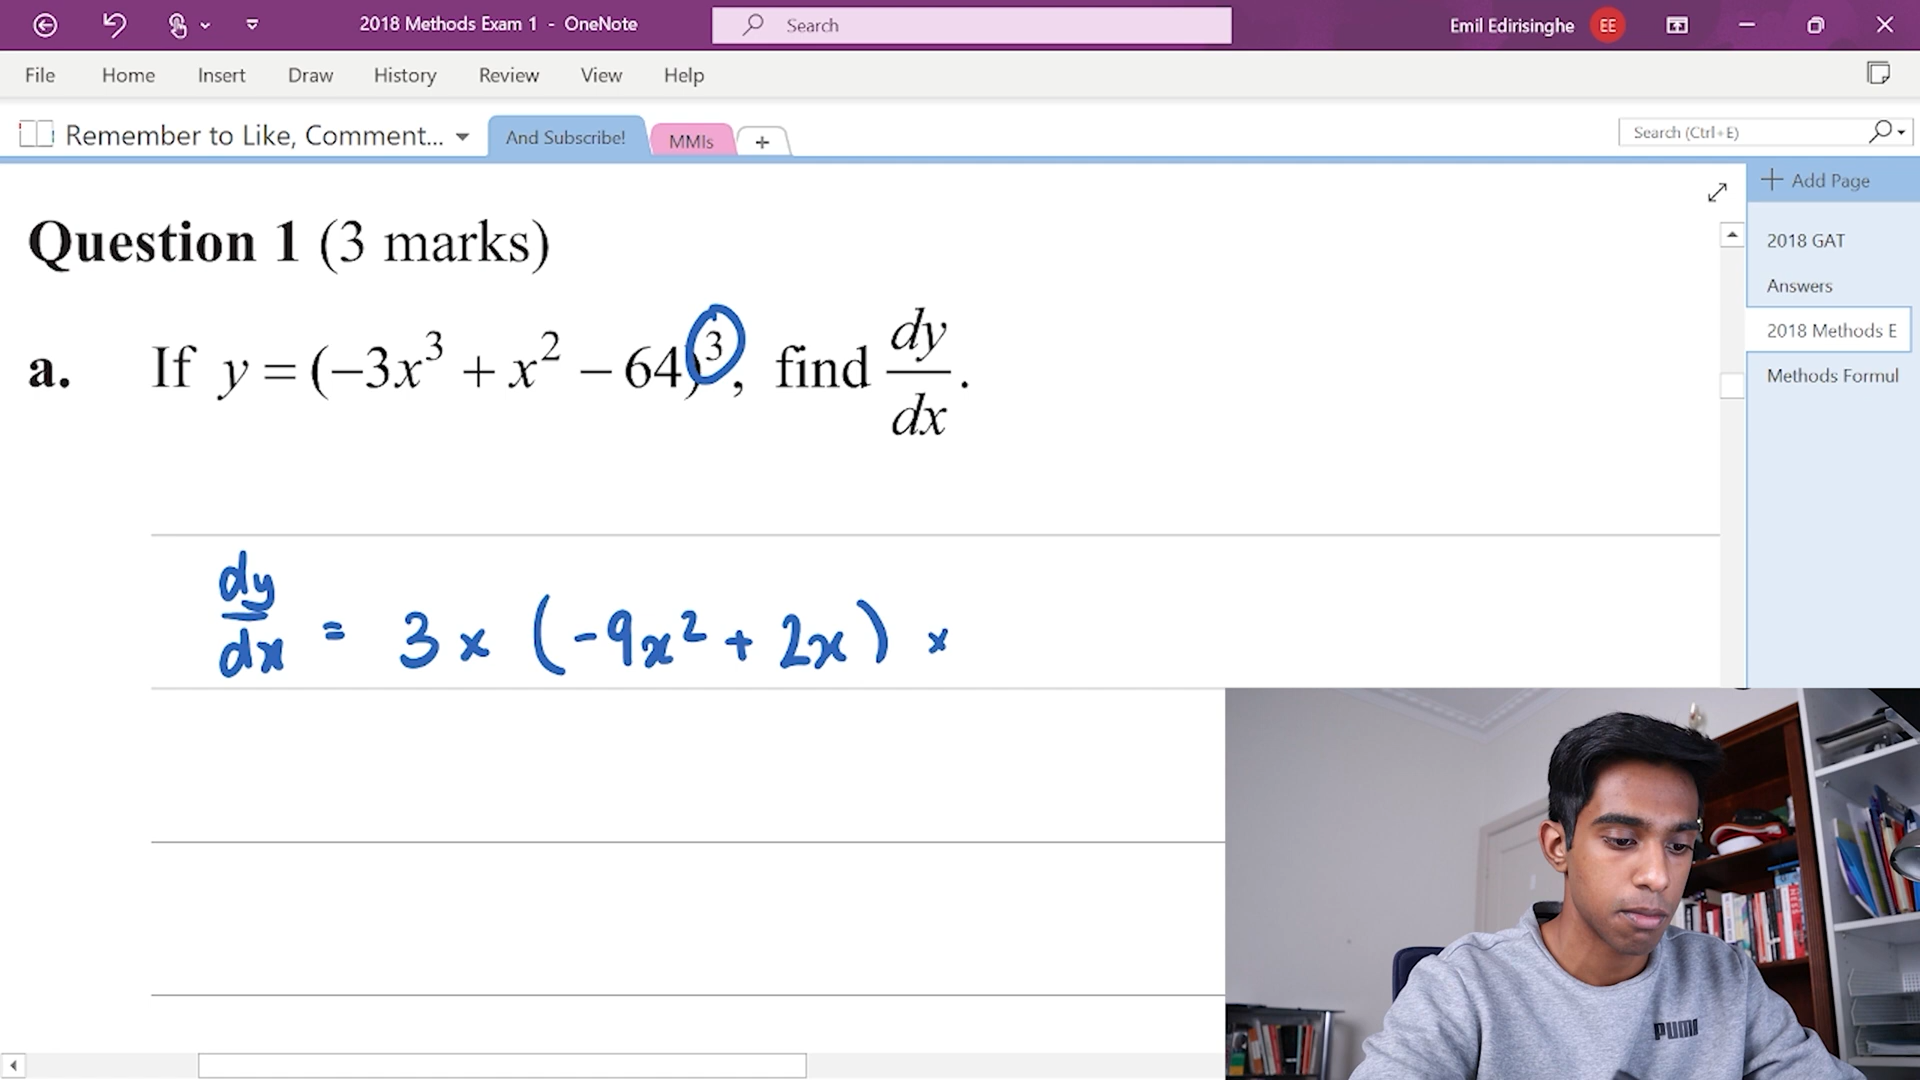 2018 Methods Exam 1 - OneNote
Search
Emil Edirisinghe
EE
File Home Insert Draw History Review View Help
Remember to Like, Comment...
And Subscribe!
MMIs
+
Search (Ctrl+E)
Add Page
2018 GAT
Answers
2018 Methods E
Methods Formul
Question 1 (3 marks)
a. If y = (−3x³ + x² − 64)³, find dy/dx.
dy/dx = 3 × (-9x² + 2x) ×
PUMA